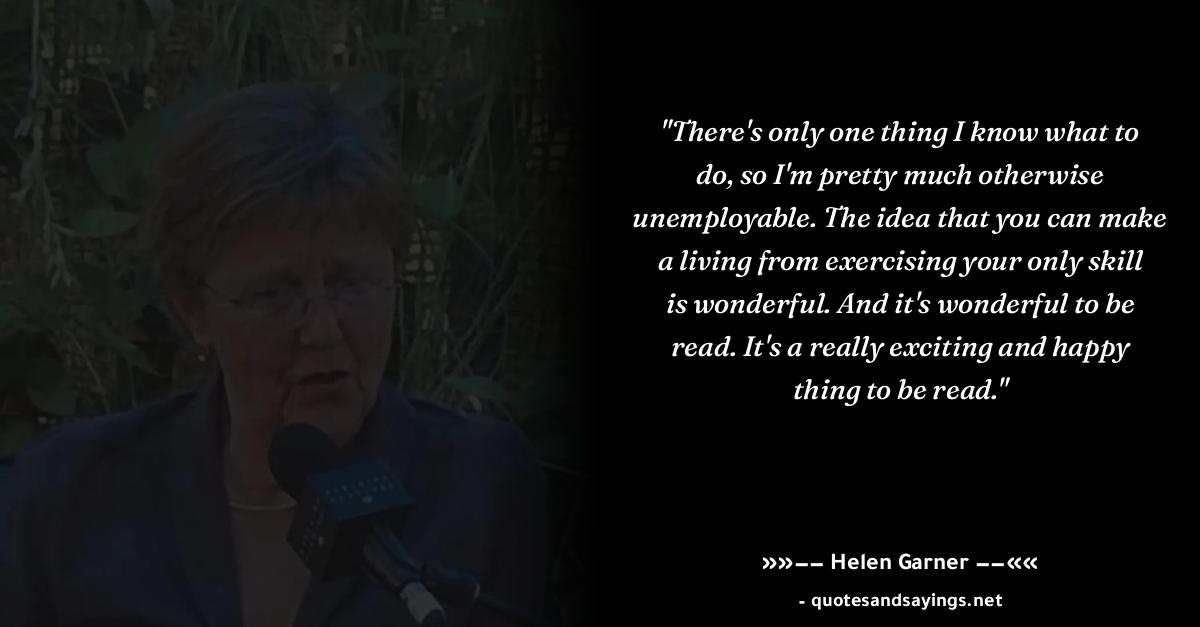 "There's only one thing I know what to
do, so I'm pretty much otherwise
unemployable. The idea that you can make
a living from exercising your only skill
is wonderful. And it's wonderful to be
read. It's a really exciting and happy
thing to be read."
»»−− Helen Garner −−««
- quotesandsayings.net